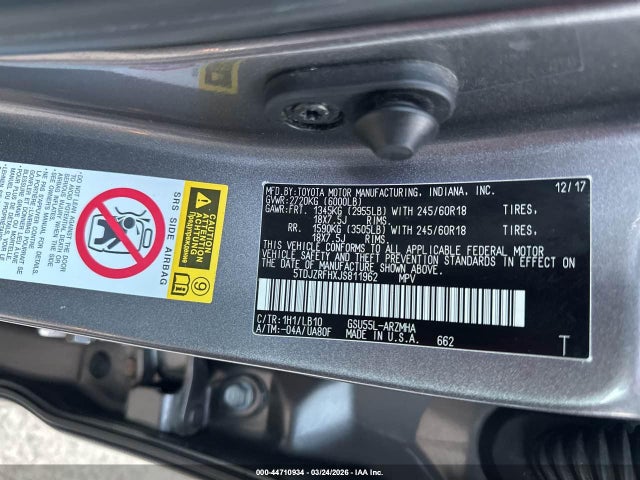 MFD.BY:TOYOTA MOTOR MANUFACTURING, INDIANA, INC. 12/17
GVWR:2720KG (6000LB)
GAWR:FRT. 1345KG (2955LB) WITH 245/60R18 TIRES,
18X7.5J RIMS.
RR. 1590KG (3505LB) WITH 245/60R18 TIRES,
18X7.5J RIMS.
THIS VEHICLE CONFORMS TO ALL APPLICABLE FEDERAL MOTOR
VEHICLE SAFETY AND THEFT PREVENTION STANDARDS IN EFFECT
ON THE DATE OF MANUFACTURE SHOWN ABOVE.
5TDJZRFHXJS811962 MPV
C/TR:1H1/LB10 GSU55L-ARZMHA
A/TM:-04A/UA80F MADE IN U.S.A. 662 T
CAUTION
ATTENTION
SRS SIDE AIRBAG
00-44710934 | 03/24/2026 | IAA Inc.